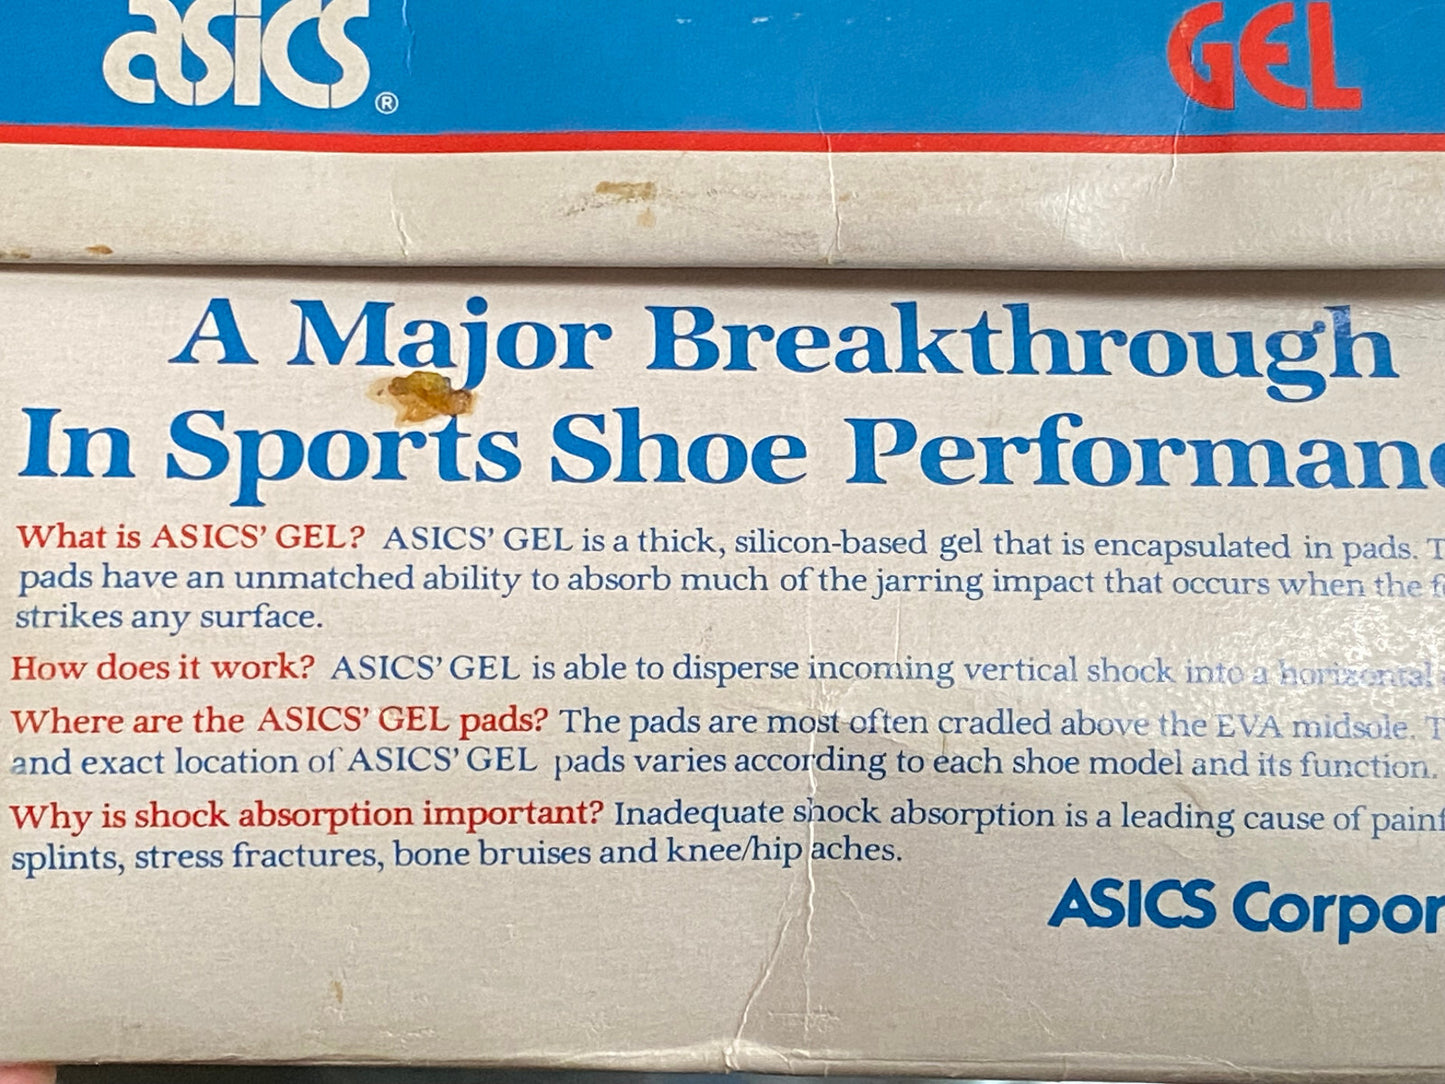 asics®
GEL
A Major Breakthrough
In Sports Shoe Performanc
What is ASICS' GEL? ASICS' GEL is a thick, silicon-based gel that is encapsulated in pads. T
pads have an unmatched ability to absorb much of the jarring impact that occurs when the f
strikes any surface.
How does it work? ASICS' GEL is able to disperse incoming vertical shock into a horizontal
Where are the ASICS' GEL pads? The pads are most often cradled above the EVA midsole. T
and exact location of ASICS' GEL pads varies according to each shoe model and its function.
Why is shock absorption important? Inadequate shock absorption is a leading cause of painf
splints, stress fractures, bone bruises and knee/hip aches.
ASICS Corpor